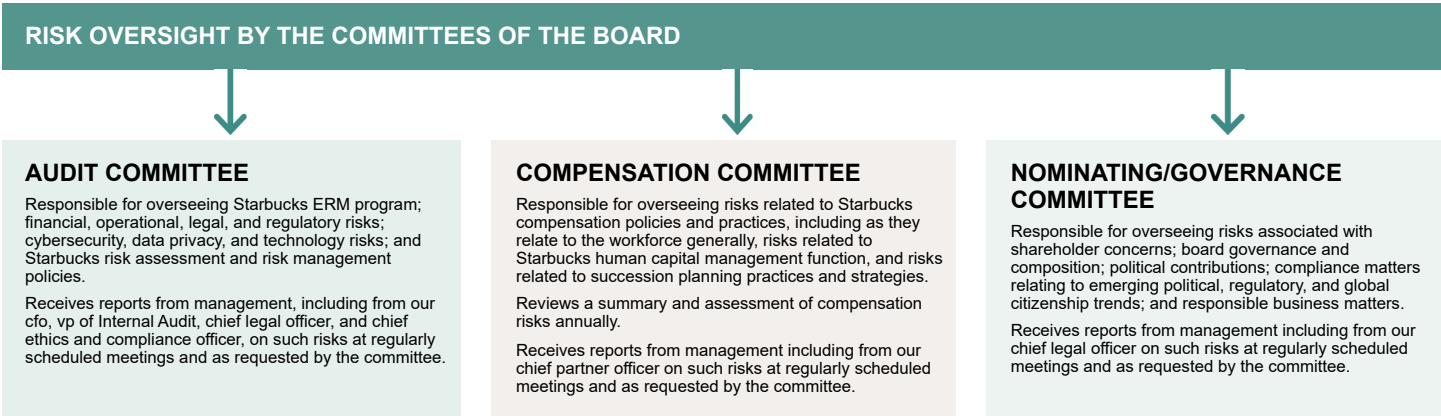 RISK OVERSIGHT BY THE COMMITTEES OF THE BOARD
AUDIT COMMITTEE
Responsible for overseeing Starbucks ERM program;
financial, operational, legal, and regulatory risks;
cybersecurity, data privacy, and technology risks; and
Starbucks risk assessment and risk management
policies.
Receives reports from management, including from our
cfo, vp of Internal Audit, chief legal officer, and chief
ethics and compliance officer, on such risks at regularly
scheduled meetings and as requested by the committee.
COMPENSATION COMMITTEE
Responsible for overseeing risks related to Starbucks
compensation policies and practices, including as they
relate to the workforce generally, risks related to
Starbucks human capital management function, and risks
related to succession planning practices and strategies.
Reviews a summary and assessment of compensation
risks annually.
Receives reports from management including from our
chief partner officer on such risks at regularly scheduled
meetings and as requested by the committee.
NOMINATING/GOVERNANCE
COMMITTEE
Responsible for overseeing risks associated with
shareholder concerns; board governance and
composition; political contributions; compliance matters
relating to emerging political, regulatory, and global
citizenship trends; and responsible business matters.
Receives reports from management including from our
chief legal officer on such risks at regularly scheduled
meetings and as requested by the committee.